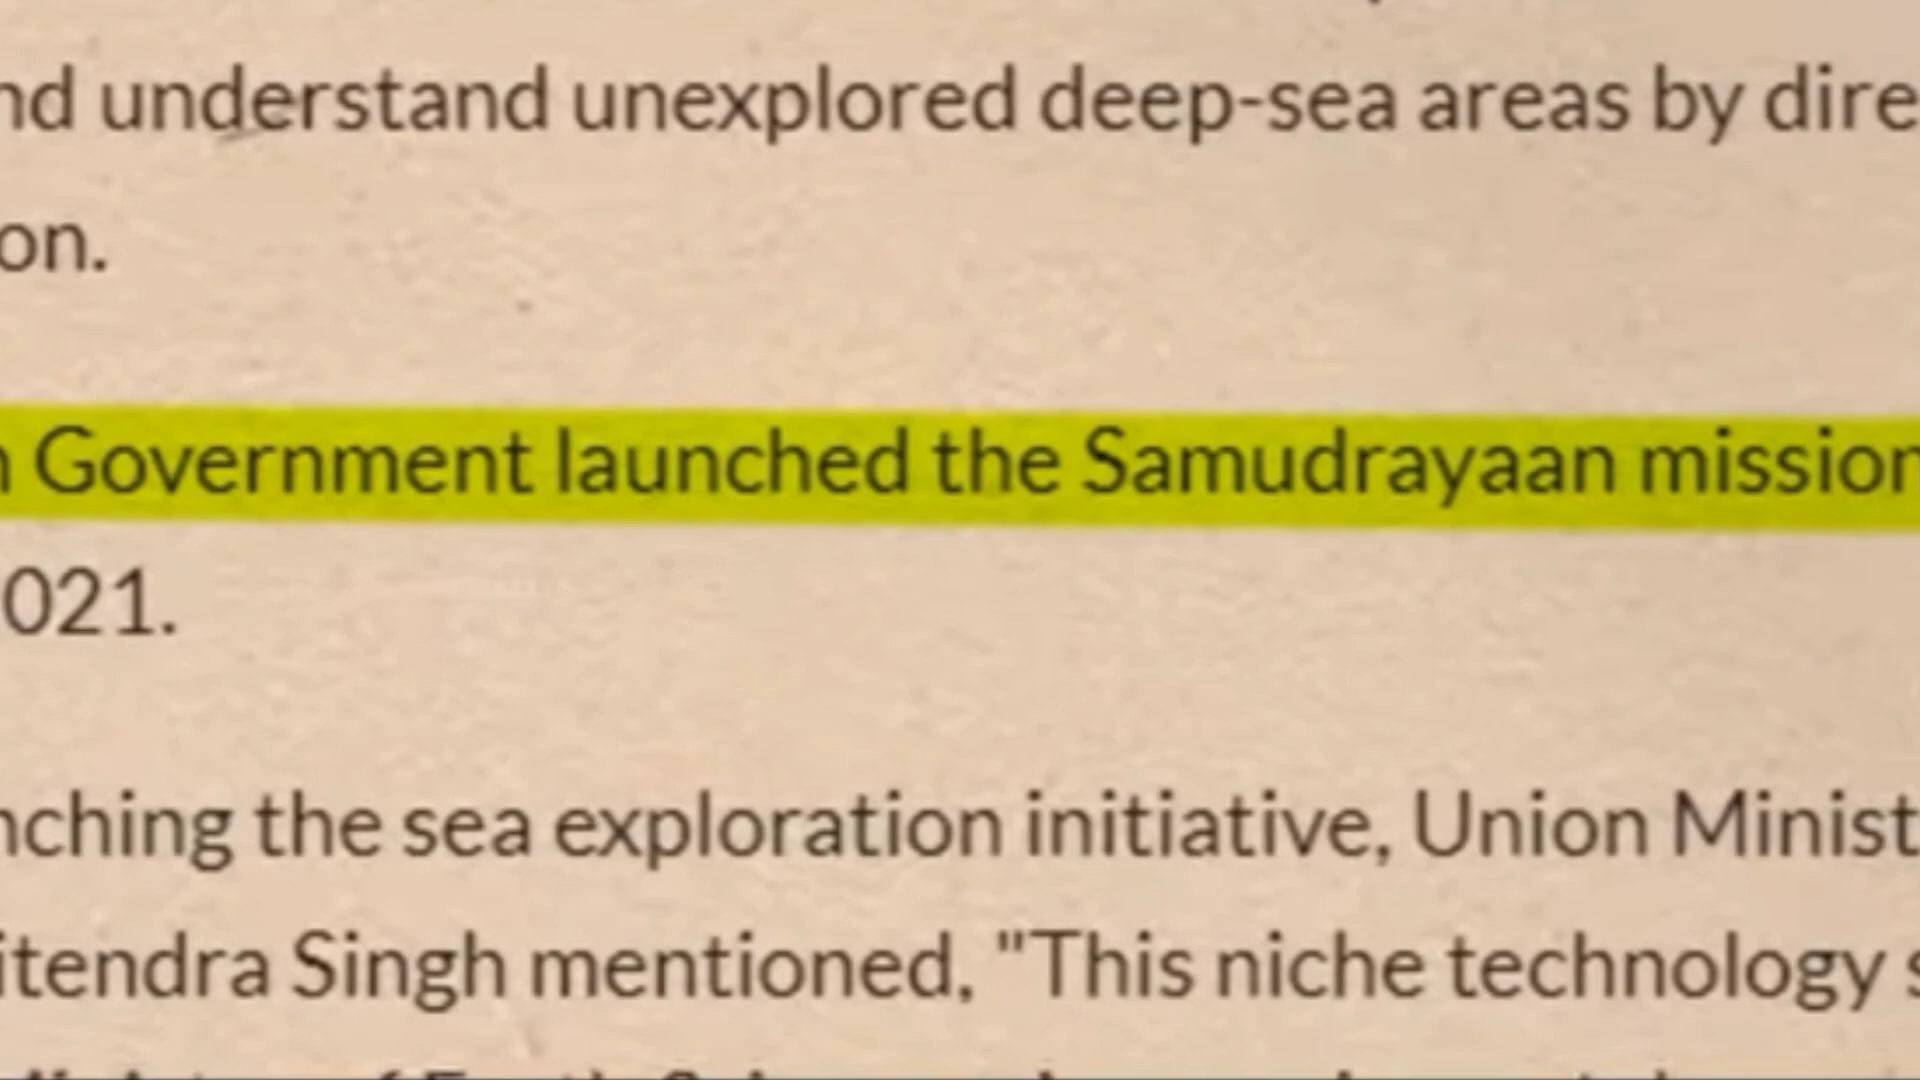 nd understand unexplored deep-sea areas by dire
on.
n Government launched the Samudrayaan mission
021.
nching the sea exploration initiative, Union Minist
itendra Singh mentioned, "This niche technology s